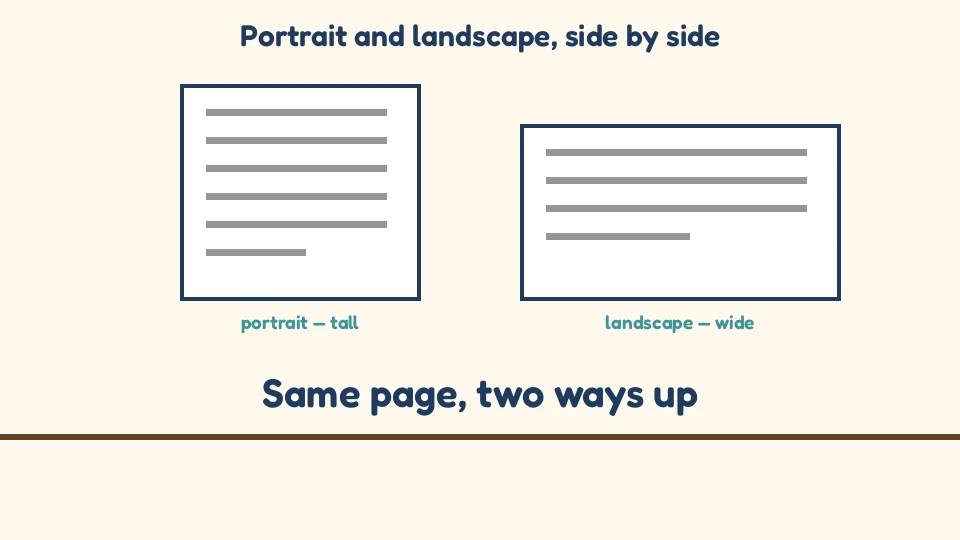 Portrait and landscape, side by side
portrait — tall
landscape — wide
Same page, two ways up